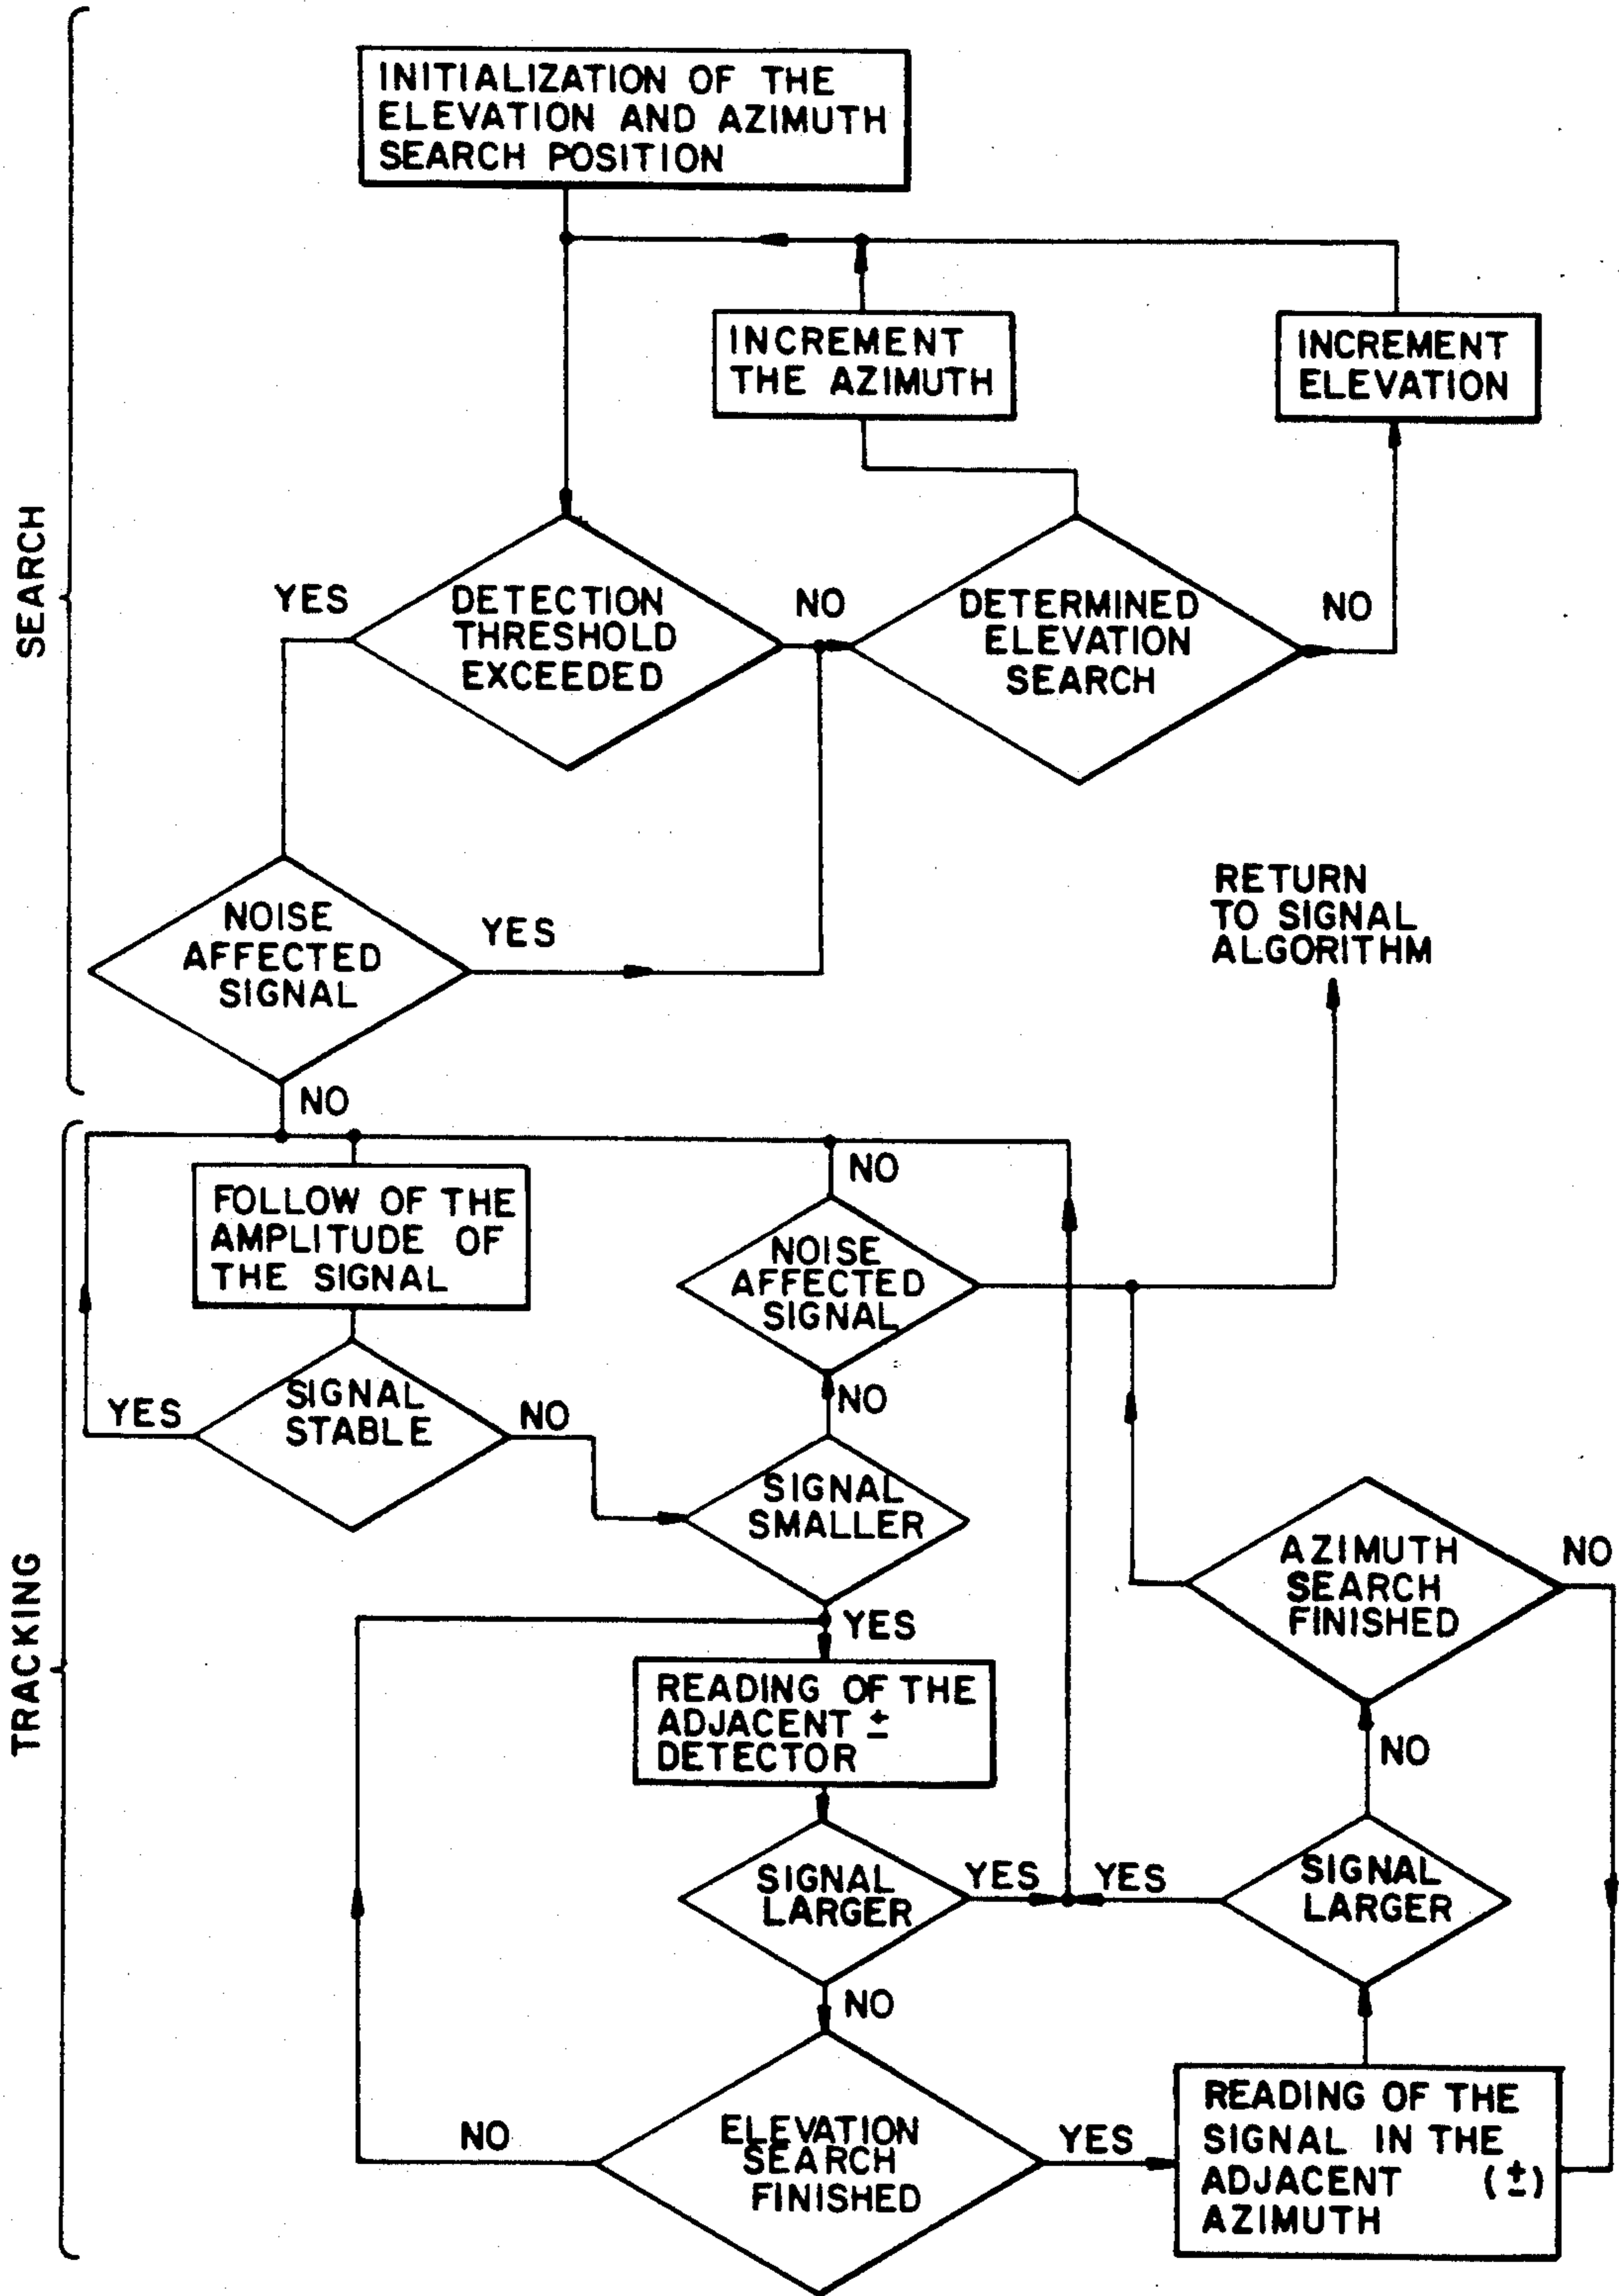 SEARCH
INITIALIZATION OF THE
ELEVATION AND AZIMUTH
SEARCH POSITION
INCREMENT
THE AZIMUTH
INCREMENT
ELEVATION
YES
DETECTION
THRESHOLD
EXCEEDED
NO
DETERMINED
ELEVATION
SEARCH
NO
NOISE
AFFECTED
SIGNAL
YES
RETURN
TO SIGNAL
ALGORITHM
NO
TRACKING
FOLLOW OF THE
AMPLITUDE OF
THE SIGNAL
NO
NOISE
AFFECTED
SIGNAL
YES
SIGNAL
STABLE
NO
NO
SIGNAL
SMALLER
AZIMUTH
SEARCH
FINISHED
NO
YES
READING OF THE
ADJACENT ±
DETECTOR
NO
SIGNAL
LARGER
YES
YES
SIGNAL
LARGER
NO
NO
ELEVATION
SEARCH
FINISHED
YES
READING OF THE
SIGNAL IN THE
ADJACENT (±)
AZIMUTH